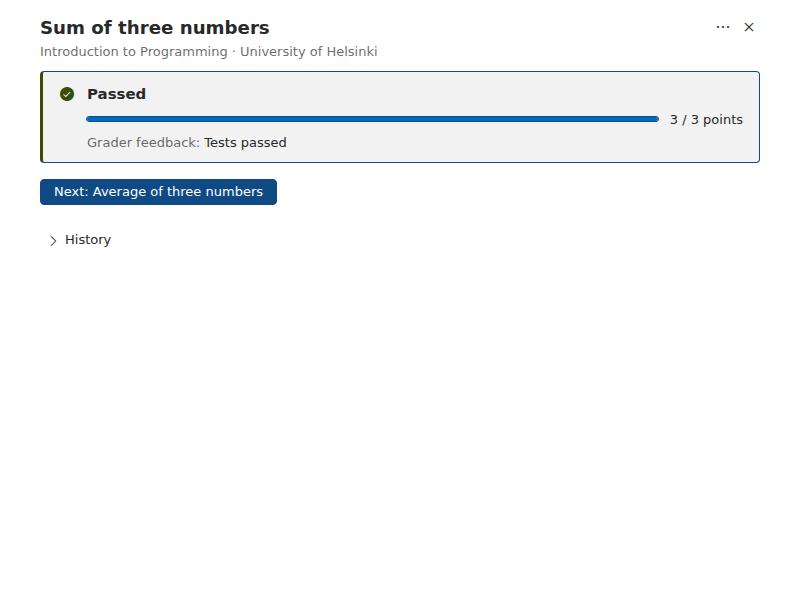 Sum of three numbers
Introduction to Programming · University of Helsinki
Passed
3 / 3 points
Grader feedback: Tests passed
Next: Average of three numbers
History